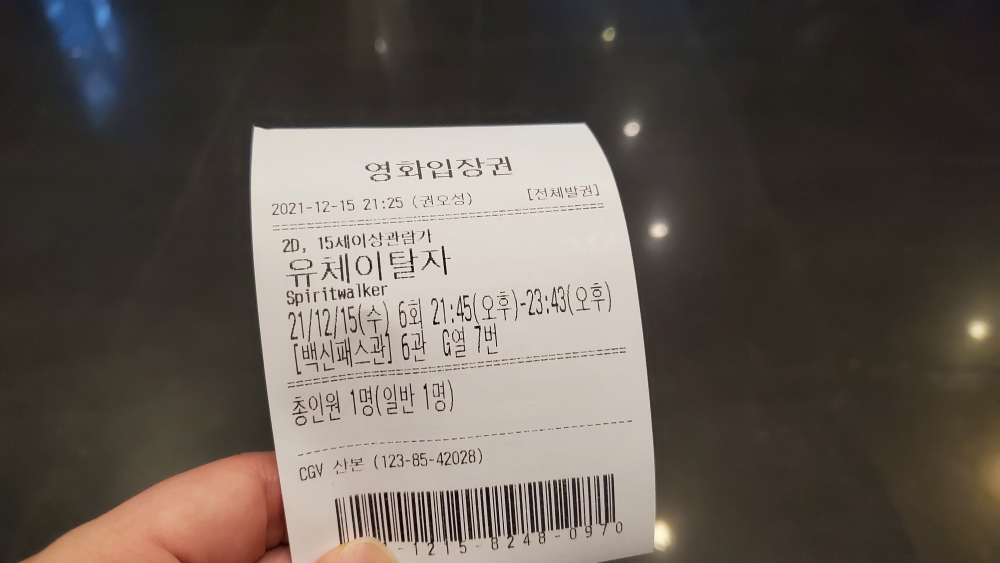 영화입장권
2021-12-15 21:25 (권오성) [전체발권]
2D, 15세이상관람가
유체이탈자
Spiritwalker
21/12/15(수) 6회 21:45(오후)-23:43(오후)
[백신패스관] 6관 G열 7번
총인원 1명(일반 1명)
CGV 산본 (123-85-42028)
-1215-8248-0970